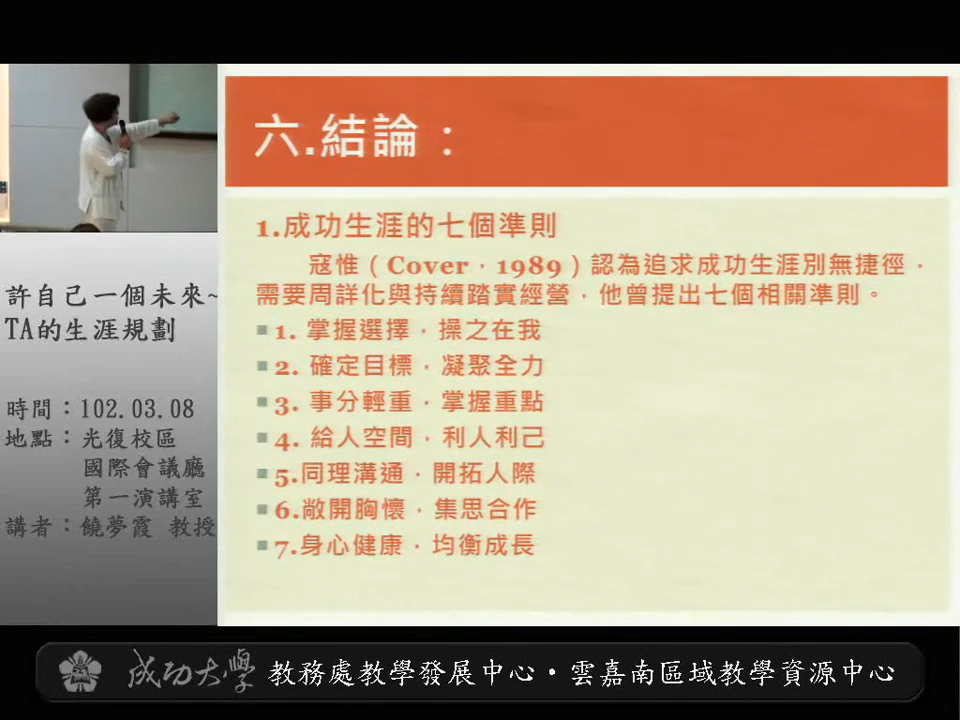 六.結論：
1.成功生涯的七個準則
寇惟（Cover，1989）認為追求成功生涯別無捷徑，
需要周詳化與持續踏實經營，他曾提出七個相關準則。
1. 掌握選擇，操之在我
2. 確定目標，凝聚全力
3. 事分輕重，掌握重點
4. 給人空間，利人利己
5.同理溝通，開拓人際
6.敞開胸懷，集思合作
7.身心健康，均衡成長
許自己一個未來~
TA的生涯規劃
時間：102.03.08
地點：光復校區
國際會議廳
第一演講室
講者：饒夢霞 教授
成功大學 教務處教學發展中心・雲嘉南區域教學資源中心